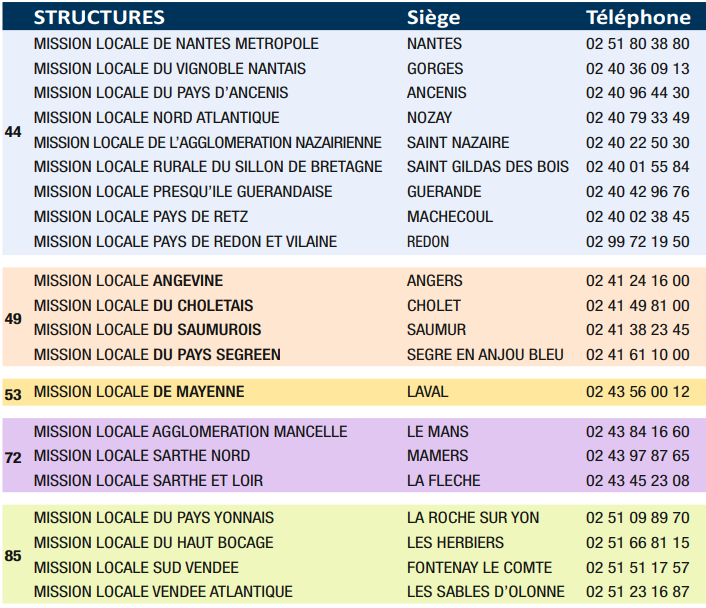 STRUCTURES Siège Téléphone
MISSION LOCALE DE NANTES METROPOLE NANTES 02 51 80 38 80
MISSION LOCALE DU VIGNOBLE NANTAIS GORGES 02 40 36 09 13
MISSION LOCALE DU PAYS D'ANCENIS ANCENIS 02 40 96 44 30
MISSION LOCALE NORD ATLANTIQUE NOZAY 02 40 79 33 49
44 MISSION LOCALE DE L'AGGLOMERATION NAZAIRIENNE SAINT NAZAIRE 02 40 22 50 30
MISSION LOCALE RURALE DU SILLON DE BRETAGNE SAINT GILDAS DES BOIS 02 40 01 55 84
MISSION LOCALE PRESQU'ILE GUERANDAISE GUERANDE 02 40 42 96 76
MISSION LOCALE PAYS DE RETZ MACHECOUL 02 40 02 38 45
MISSION LOCALE PAYS DE REDON ET VILAINE REDON 02 99 72 19 50
MISSION LOCALE ANGEVINE ANGERS 02 41 24 16 00
MISSION LOCALE DU CHOLETAIS CHOLET 02 41 49 81 00
49 MISSION LOCALE DU SAUMUROIS SAUMUR 02 41 38 23 45
MISSION LOCALE DU PAYS SEGREEN SEGRE EN ANJOU BLEU 02 41 61 10 00
53 MISSION LOCALE DE MAYENNE LAVAL 02 43 56 00 12
MISSION LOCALE AGGLOMERATION MANCELLE LE MANS 02 43 84 16 60
72 MISSION LOCALE SARTHE NORD MAMERS 02 43 97 87 65
MISSION LOCALE SARTHE ET LOIR LA FLECHE 02 43 45 23 08
MISSION LOCALE DU PAYS YONNAIS LA ROCHE SUR YON 02 51 09 89 70
MISSION LOCALE DU HAUT BOCAGE LES HERBIERS 02 51 66 81 15
85 MISSION LOCALE SUD VENDEE FONTENAY LE COMTE 02 51 51 17 57
MISSION LOCALE VENDEE ATLANTIQUE LES SABLES D'OLONNE 02 51 23 16 87